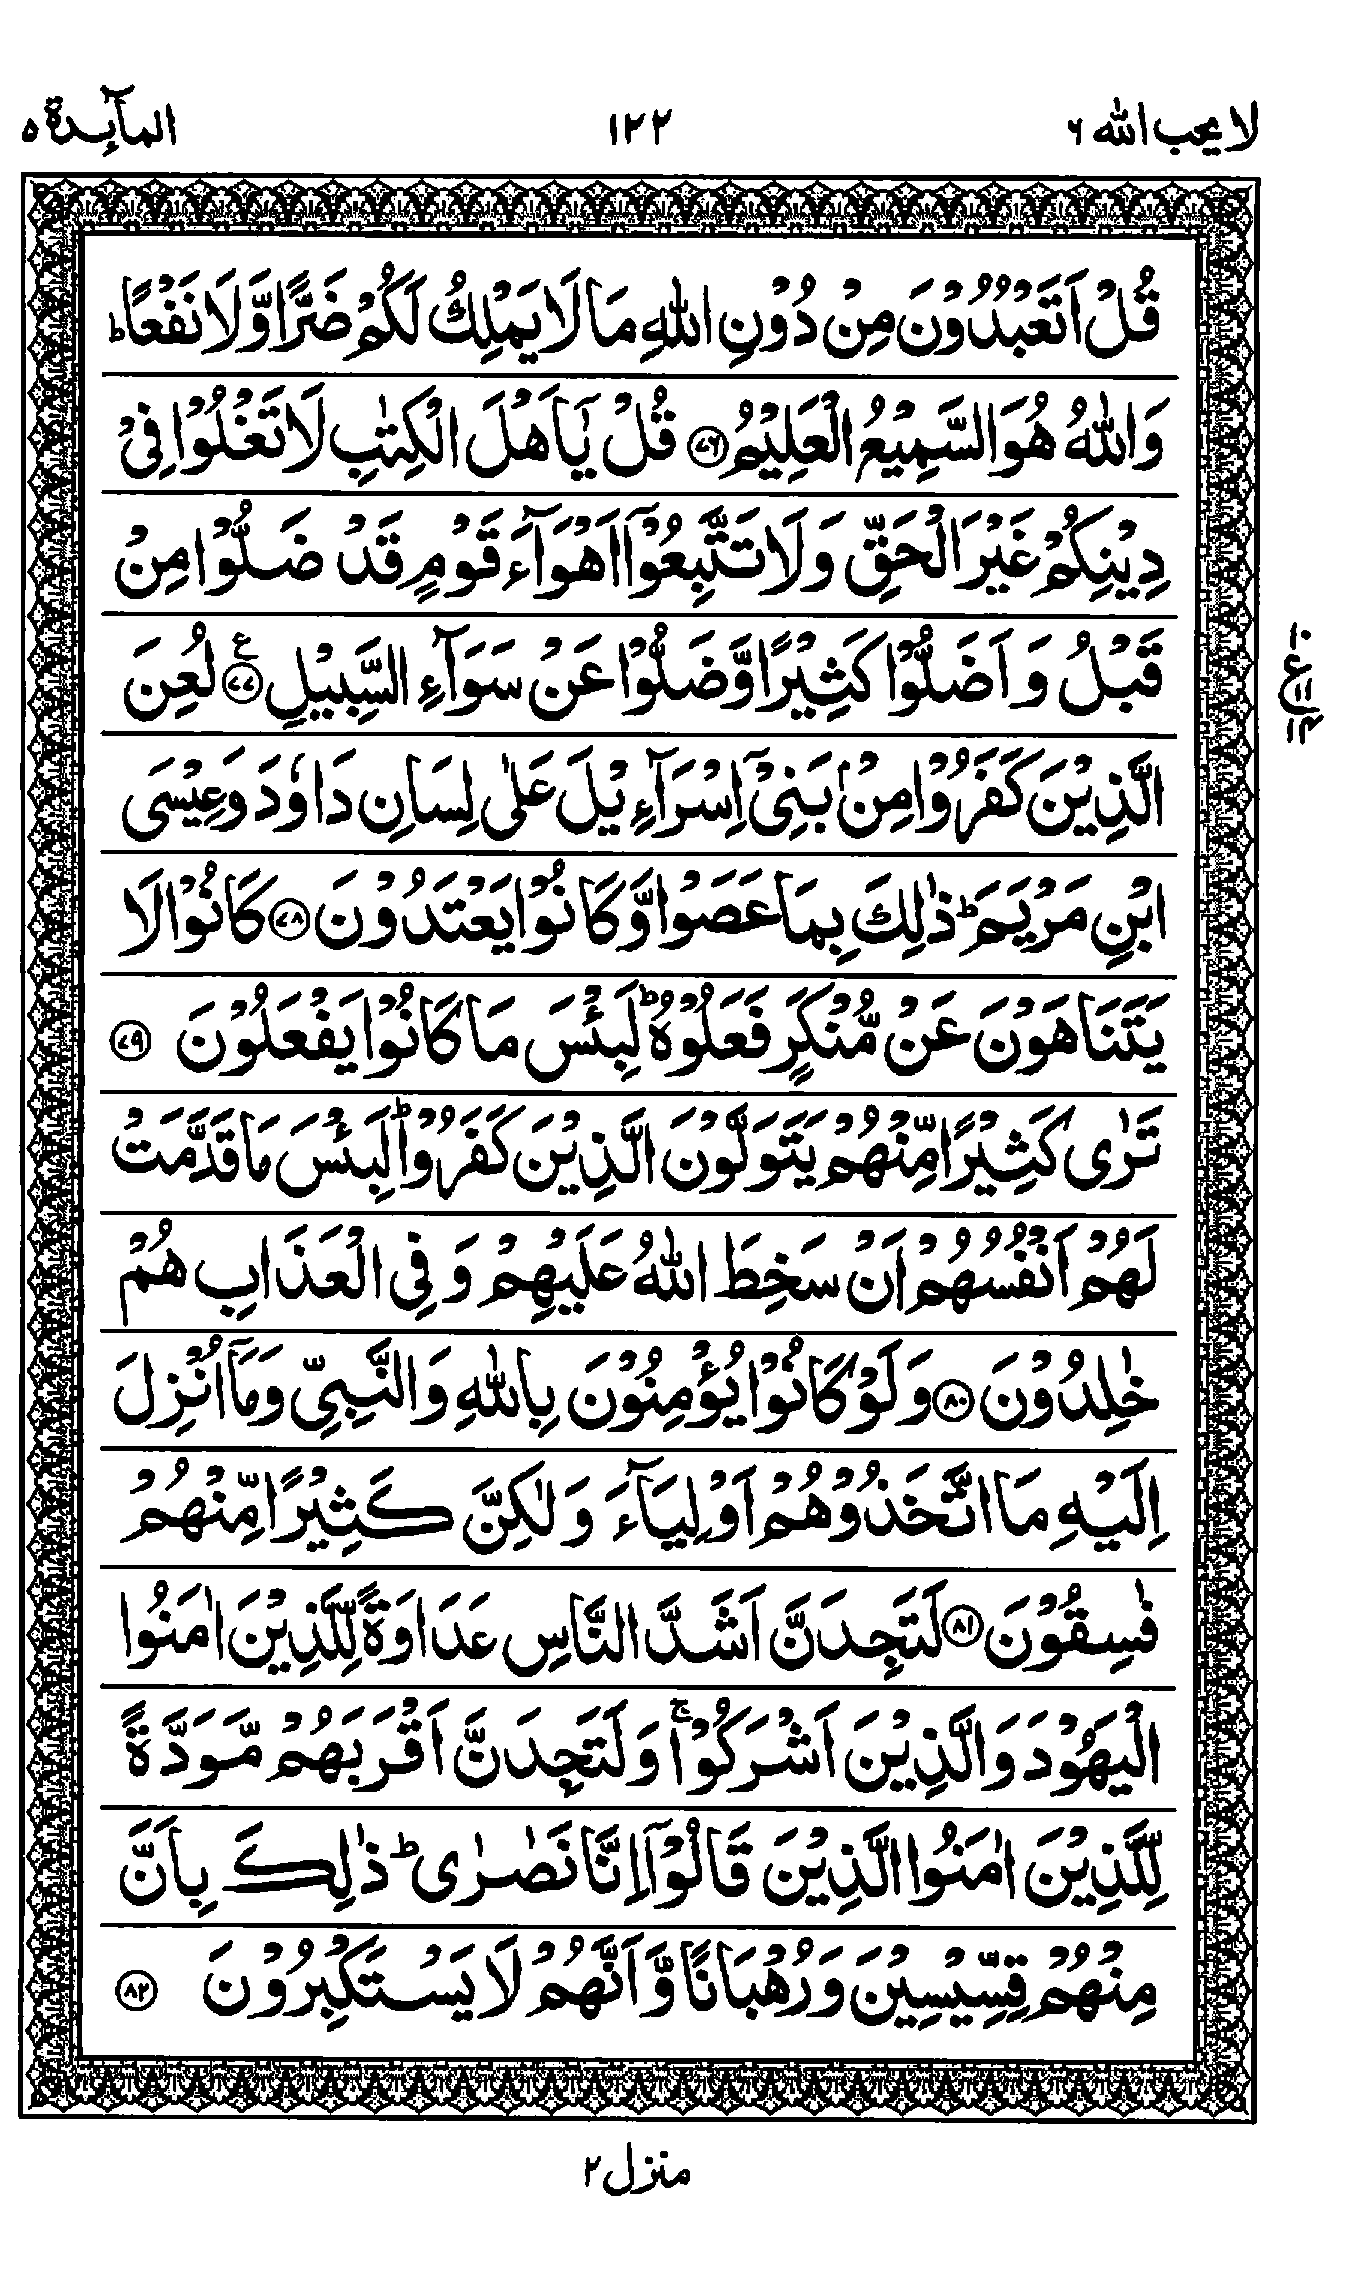 لا يحب الله ٦
١٢٢
المآئدة ٥
قُلْ اَتَعْبُدُوْنَ مِنْ دُوْنِ اللّٰهِ مَا لَا يَمْلِكُ لَكُمْ ضَرًّا وَّلَا نَفْعًا ؕ
وَاللّٰهُ هُوَ السَّمِيْعُ الْعَلِيْمُ ﴿٧٦﴾ قُلْ يٰۤاَهْلَ الْكِتٰبِ لَا تَغْلُوْا فِىْ
دِيْنِكُمْ غَيْرَ الْحَقِّ وَلَا تَتَّبِعُوْۤا اَهْوَآءَ قَوْمٍ قَدْ ضَلُّوْا مِنْ
قَبْلُ وَ اَضَلُّوْا كَثِيْرًا وَّضَلُّوْا عَنْ سَوَآءِ السَّبِيْلِ ﴿٧٧﴾ ع لُعِنَ
الَّذِيْنَ كَفَرُوْا مِنْۢ بَنِىْۤ اِسْرَآءِيْلَ عَلٰى لِسَانِ دَاوٗدَ وَعِيْسَى
ابْنِ مَرْيَمَ ؕ ذٰلِكَ بِمَا عَصَوْا وَّكَانُوْا يَعْتَدُوْنَ ﴿٧٨﴾ كَانُوْا لَا
يَتَنَاهَوْنَ عَنْ مُّنْكَرٍ فَعَلُوْهُ ؕ لَبِئْسَ مَا كَانُوْا يَفْعَلُوْنَ ﴿٧٩﴾
تَرٰى كَثِيْرًا مِّنْهُمْ يَتَوَلَّوْنَ الَّذِيْنَ كَفَرُوْا ؕ لَبِئْسَ مَا قَدَّمَتْ
لَهُمْ اَنْفُسُهُمْ اَنْ سَخِطَ اللّٰهُ عَلَيْهِمْ وَ فِى الْعَذَابِ هُمْ
خٰلِدُوْنَ ﴿٨٠﴾ وَلَوْ كَانُوْا يُؤْمِنُوْنَ بِاللّٰهِ وَالنَّبِىِّ وَمَاۤ اُنْزِلَ
اِلَيْهِ مَا اتَّخَذُوْهُمْ اَوْلِيَآءَ وَ لٰكِنَّ كَثِيْرًا مِّنْهُمْ
فٰسِقُوْنَ ﴿٨١﴾ لَتَجِدَنَّ اَشَدَّ النَّاسِ عَدَاوَةً لِّلَّذِيْنَ اٰمَنُوا
الْيَهُوْدَ وَالَّذِيْنَ اَشْرَكُوْا ۚ وَلَتَجِدَنَّ اَقْرَبَهُمْ مَّوَدَّةً
لِّلَّذِيْنَ اٰمَنُوا الَّذِيْنَ قَالُوْۤا اِنَّا نَصٰرٰى ؕ ذٰلِكَ بِاَنَّ
مِنْهُمْ قِسِّيْسِيْنَ وَرُهْبَانًا وَّاَنَّهُمْ لَا يَسْتَكْبِرُوْنَ ﴿٨٢﴾
منزل ٢